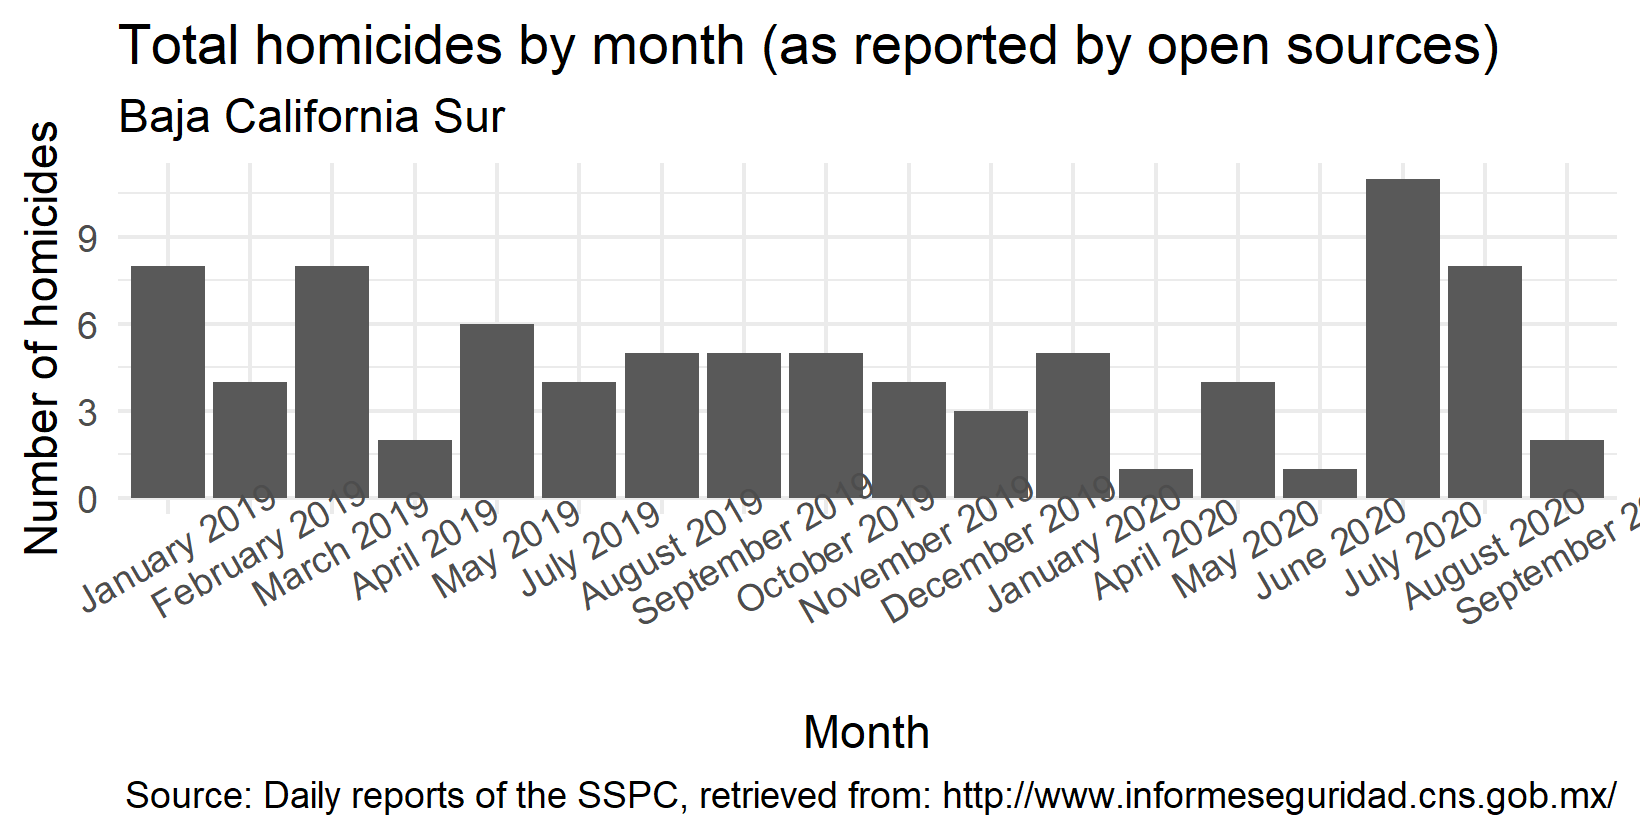 Total homicides by month (as reported by open sources)
Baja California Sur
Number of homicides
9
6
3
0
January 2019
February 2019
March 2019
April 2019
May 2019
July 2019
August 2019
September 2019
October 2019
November 2019
December 2019
January 2020
April 2020
May 2020
June 2020
July 2020
August 2020
September
Month
Source: Daily reports of the SSPC, retrieved from: http://www.informeseguridad.cns.gob.mx/